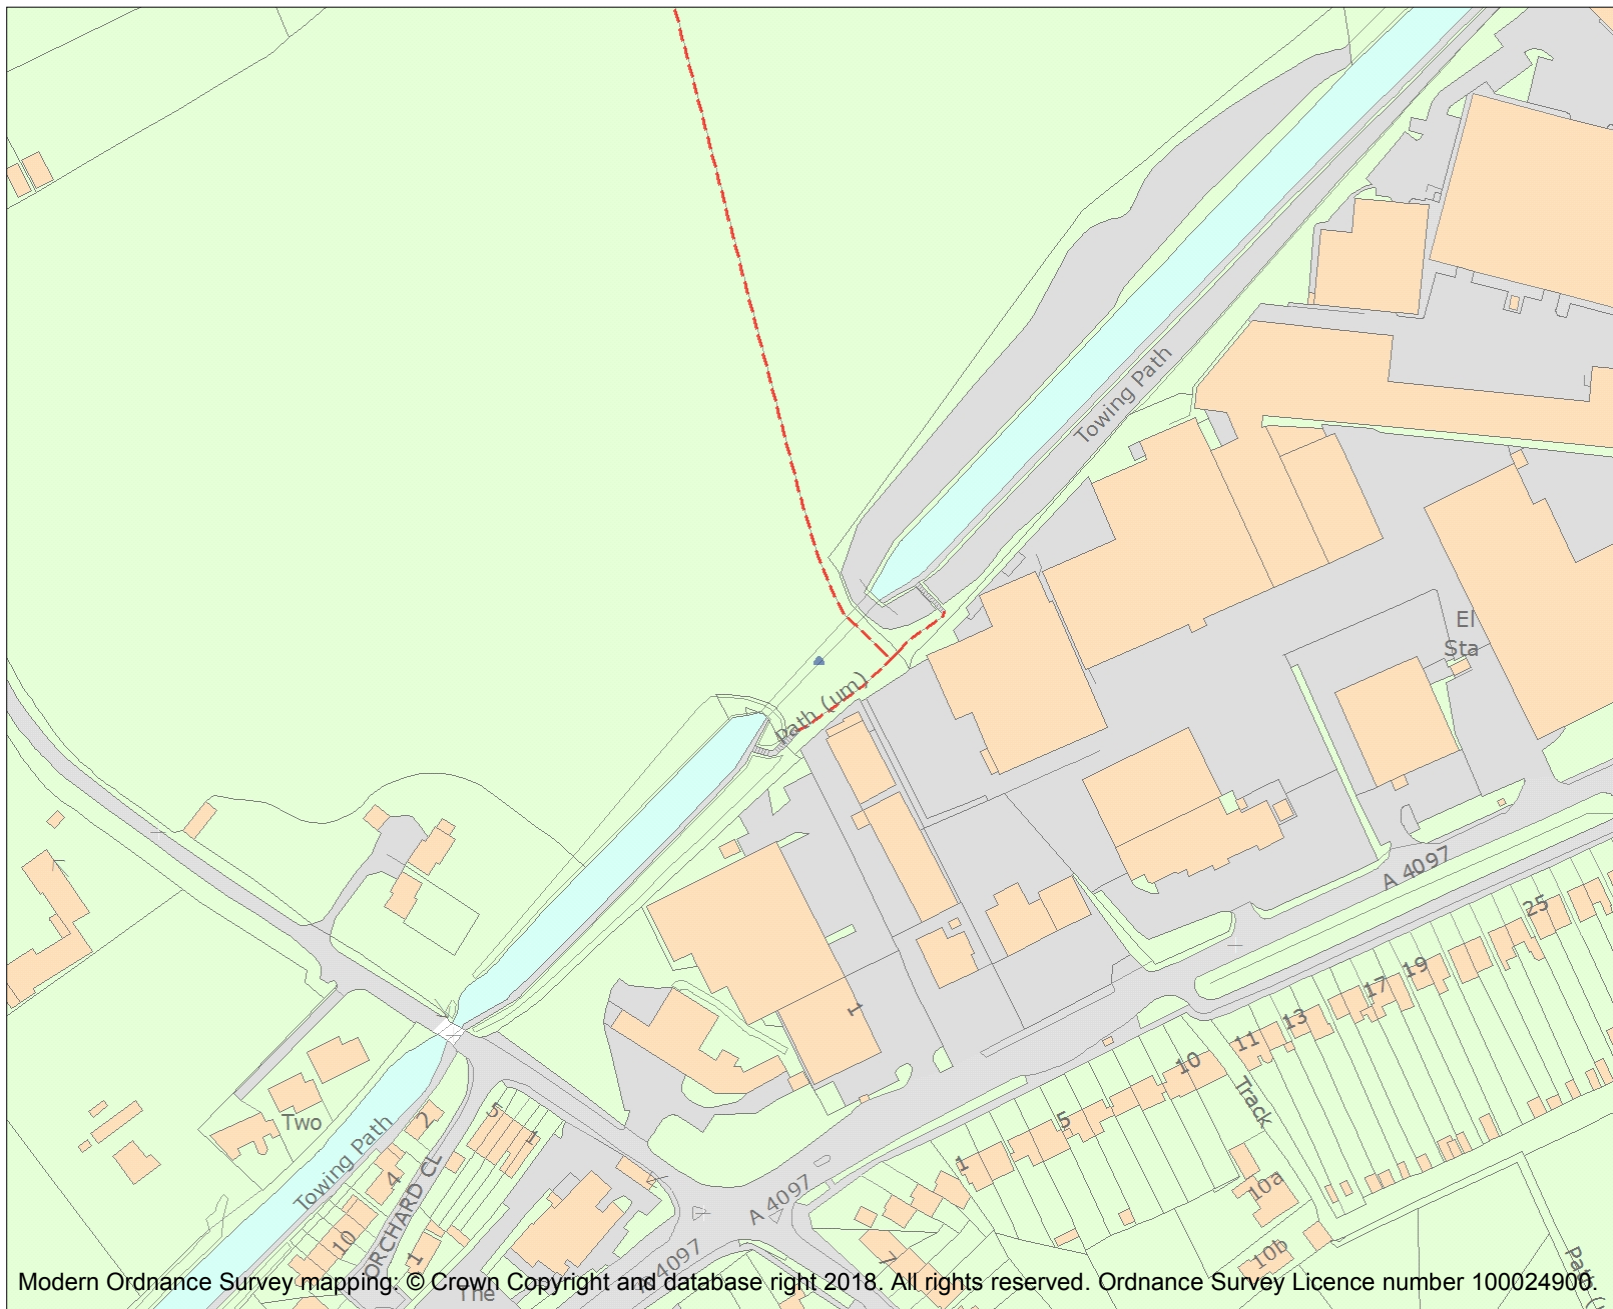 Towing Path
El
Sta
Path (um)
A 4097
25
19
17
13
11
10
5
1
1
Track
Two
Towing Path
2
5
1
4
10
ORCHARD CL
1
A 4097
A 4097
7
10a
10b
Path
The
Modern Ordnance Survey mapping: © Crown Copyright and database right 2018. All rights reserved. Ordnance Survey Licence number 100024900.